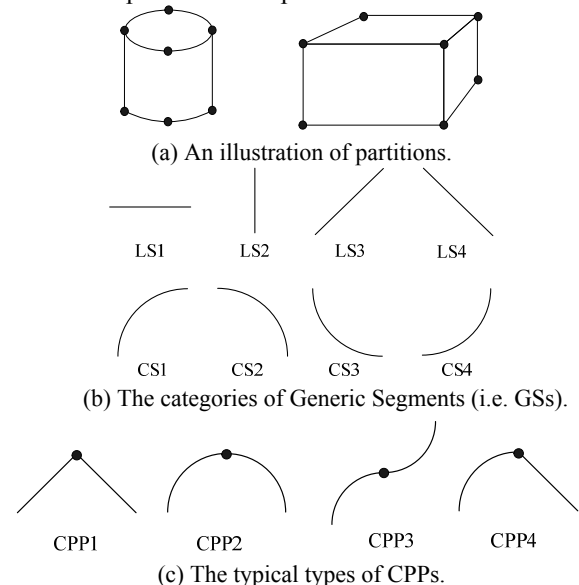 (a) An illustration of partitions.
LS1 LS2 LS3 LS4
CS1 CS2 CS3 CS4
(b) The categories of Generic Segments (i.e. GSs).
CPP1 CPP2 CPP3 CPP4
(c) The typical types of CPPs.